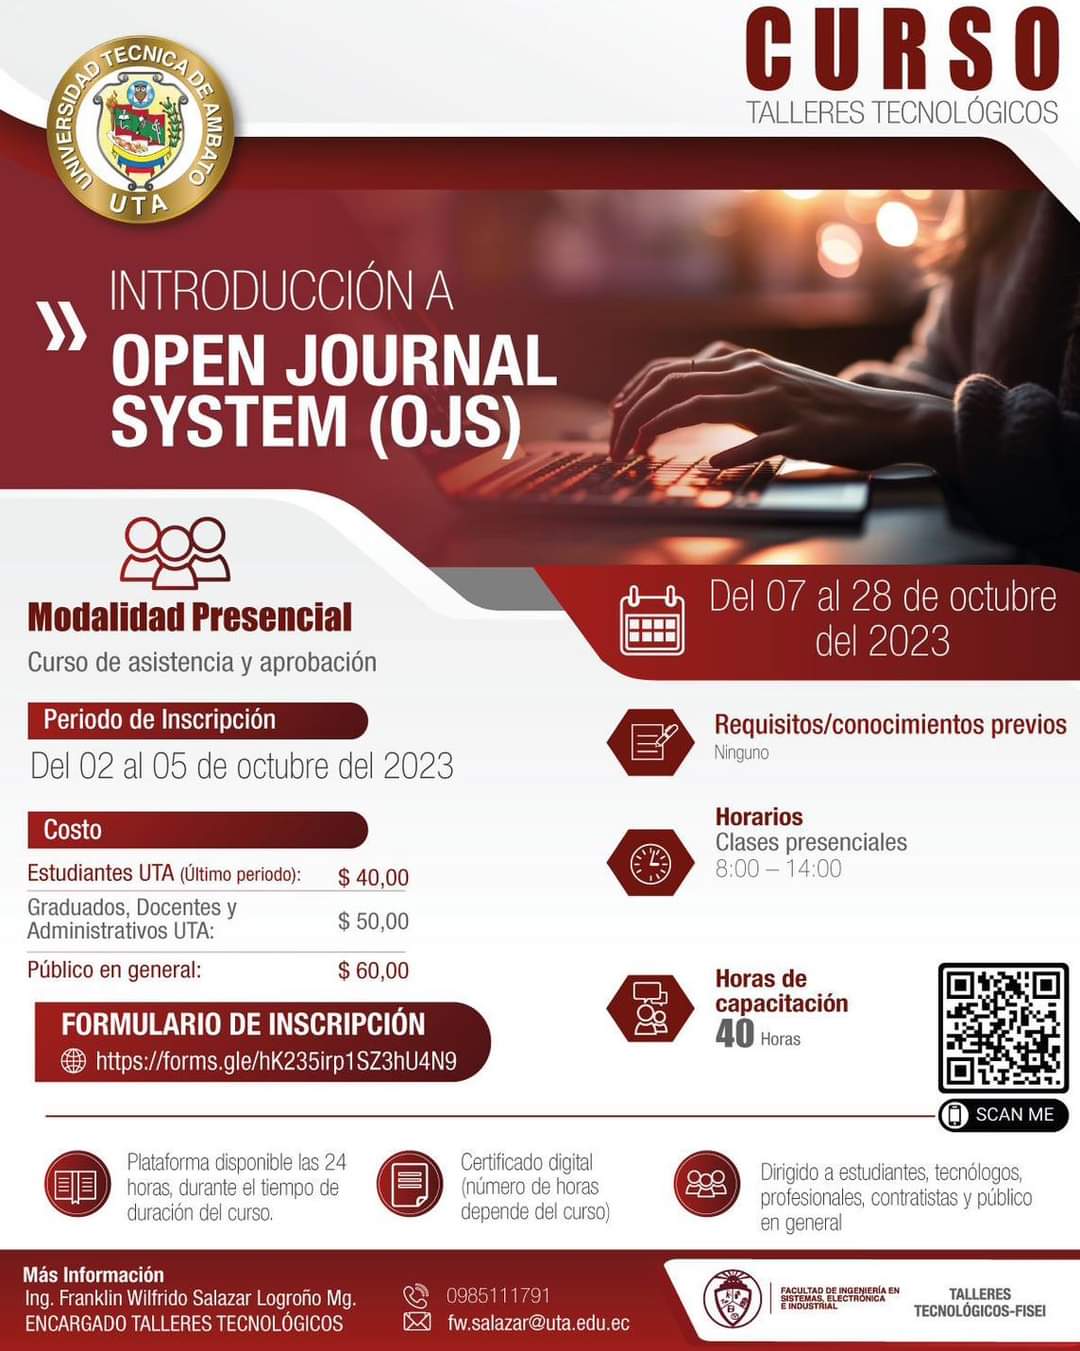 CURSO
TALLERES TECNOLÓGICOS
UNIVERSIDAD TECNICA DE AMBATO
UTA
INTRODUCCIÓN A
OPEN JOURNAL
SYSTEM (OJS)
Modalidad Presencial
Curso de asistencia y aprobación
Del 07 al 28 de octubre
del 2023
Periodo de Inscripción
Del 02 al 05 de octubre del 2023
Costo
Estudiantes UTA (Último periodo): $ 40,00
Graduados, Docentes y
Administrativos UTA: $ 50,00
Público en general: $ 60,00
FORMULARIO DE INSCRIPCIÓN
https://forms.gle/hK235irp1SZ3hU4N9
Requisitos/conocimientos previos
Ninguno
Horarios
Clases presenciales
8:00 – 14:00
Horas de
capacitación
40 Horas
SCAN ME
Plataforma disponible las 24
horas, durante el tiempo de
duración del curso.
Certificado digital
(número de horas
depende del curso)
Dirigido a estudiantes, tecnólogos,
profesionales, contratistas y público
en general
Más Información
Ing. Franklin Wilfrido Salazar Logroño Mg.
ENCARGADO TALLERES TECNOLÓGICOS
0985111791
fw.salazar@uta.edu.ec
FACULTAD DE INGENIERÍA EN
SISTEMAS, ELECTRÓNICA
E INDUSTRIAL
TALLERES
TECNOLÓGICOS-FISEI